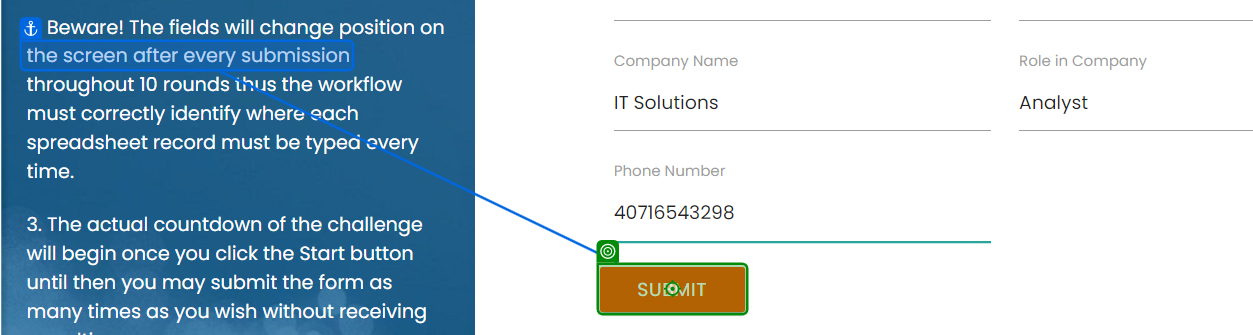 Beware! The fields will change position on
the screen after every submission
throughout 10 rounds thus the workflow
must correctly identify where each
spreadsheet record must be typed every
time.
3. The actual countdown of the challenge
will begin once you click the Start button
until then you may submit the form as
many times as you wish without receiving
Company Name
IT Solutions
Role in Company
Analyst
Phone Number
40716543298
SUBMIT